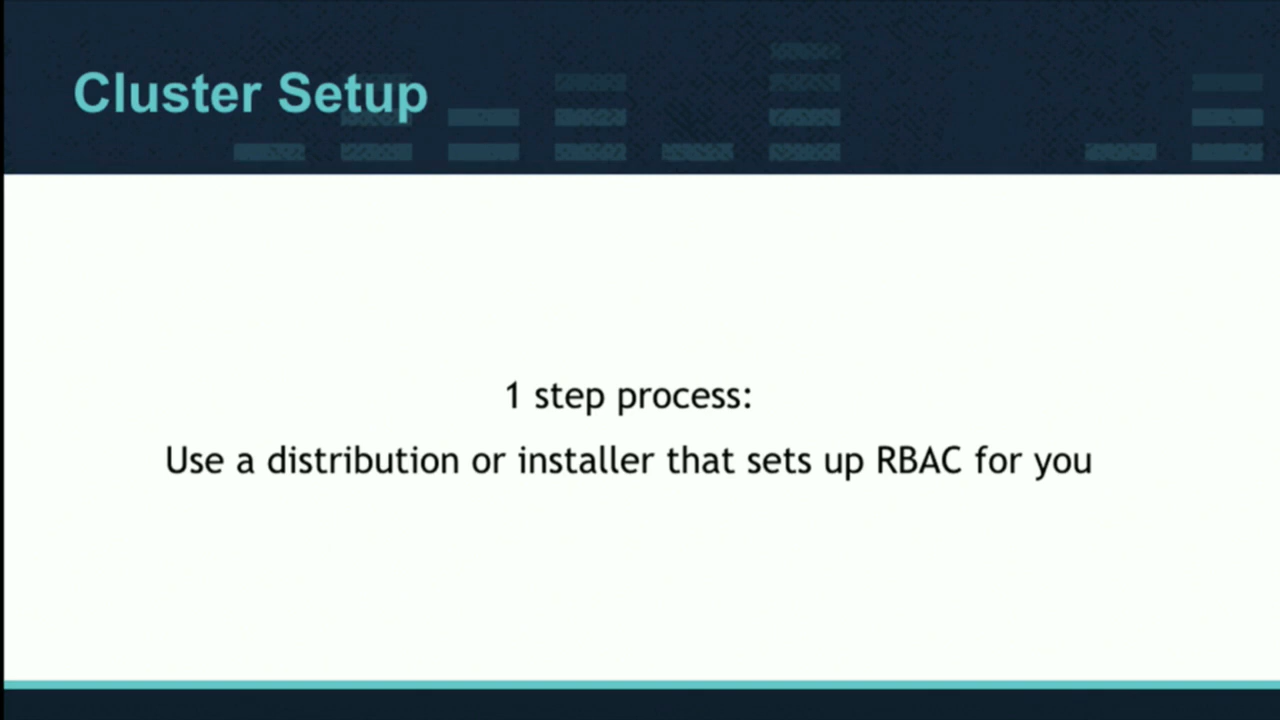 Cluster Setup
1 step process:
Use a distribution or installer that sets up RBAC for you